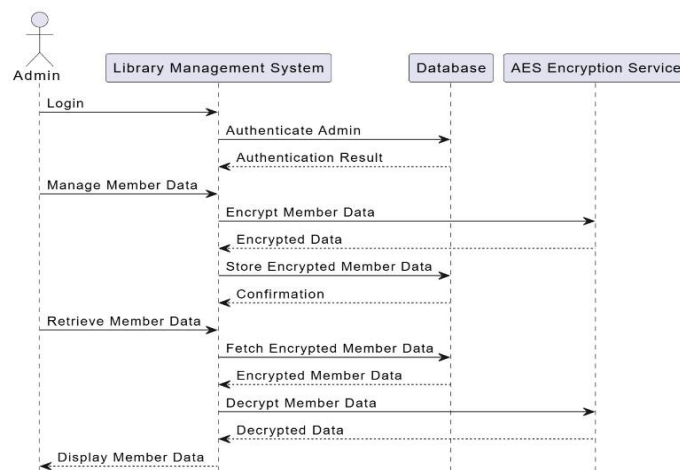 Admin
Library Management System
Database
AES Encryption Service
Login
Authenticate Admin
Authentication Result
Manage Member Data
Encrypt Member Data
Encrypted Data
Store Encrypted Member Data
Confirmation
Retrieve Member Data
Fetch Encrypted Member Data
Encrypted Member Data
Decrypt Member Data
Decrypted Data
Display Member Data